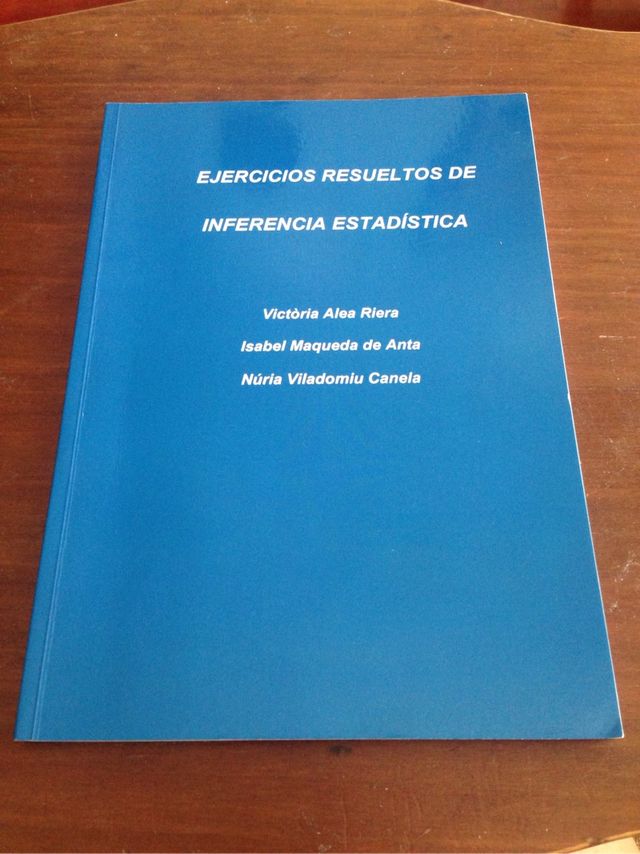 EJERCICIOS RESUELTOS DE
INFERENCIA ESTADÍSTICA
Victòria Alea Riera
Isabel Maqueda de Anta
Núria Viladomiu Canela